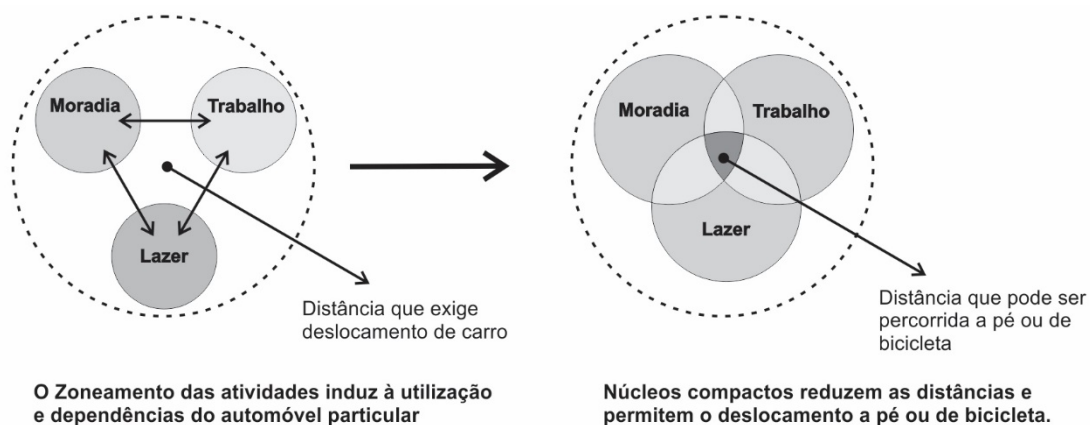 Moradia
Trabalho
Lazer
Distância que exige
deslocamento de carro
O Zoneamento das atividades induz à utilização
e dependências do automóvel particular
Moradia
Trabalho
Lazer
Distância que pode ser
percorrida a pé ou de
bicicleta
Núcleos compactos reduzem as distâncias e
permitem o deslocamento a pé ou de bicicleta.